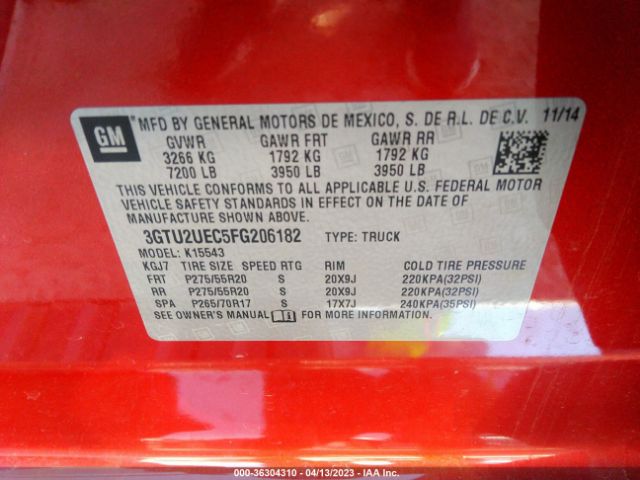 GM
MFD BY GENERAL MOTORS DE MEXICO, S. DE R.L. DE C.V. 11/14
GVWR GAWR FRT GAWR RR
3266 KG 1792 KG 1792 KG
7200 LB 3950 LB 3950 LB
THIS VEHICLE CONFORMS TO ALL APPLICABLE U.S. FEDERAL MOTOR
VEHICLE SAFETY STANDARDS IN EFFECT ON THE DATE OF
MANUFACTURE SHOWN ABOVE.
3GTU2UEC5FG206182 TYPE: TRUCK
MODEL: K15543
KGJ7 TIRE SIZE SPEED RTG RIM COLD TIRE PRESSURE
FRT P275/55R20 S 20X9J 220KPA(32PSI)
RR P275/55R20 S 20X9J 220KPA(32PSI)
SPA P265/70R17 S 17X7J 240KPA(35PSI)
SEE OWNER'S MANUAL FOR MORE INFORMATION.
000-36304310 - 04/13/2023 - IAA Inc.